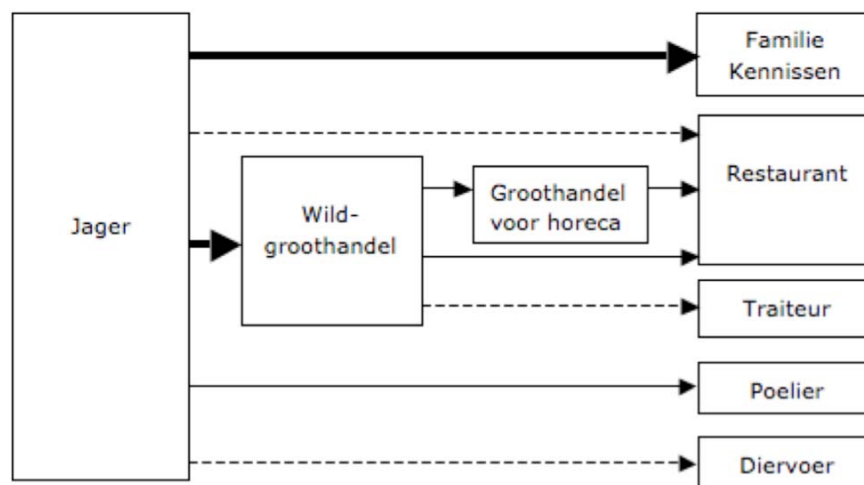 Jager
Wild-
groothandel
Groothandel
voor horeca
Familie
Kennissen
Restaurant
Traiteur
Poelier
Diervoer